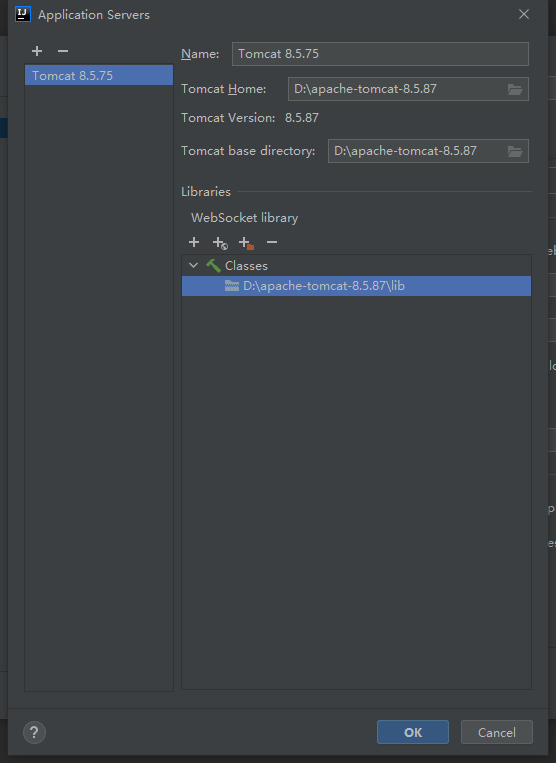 Application Servers
Tomcat 8.5.75
Name: Tomcat 8.5.75
Tomcat Home: D:\apache-tomcat-8.5.87
Tomcat Version: 8.5.87
Tomcat base directory: D:\apache-tomcat-8.5.87
Libraries
WebSocket library
Classes
D:\apache-tomcat-8.5.87\lib
?
OK
Cancel